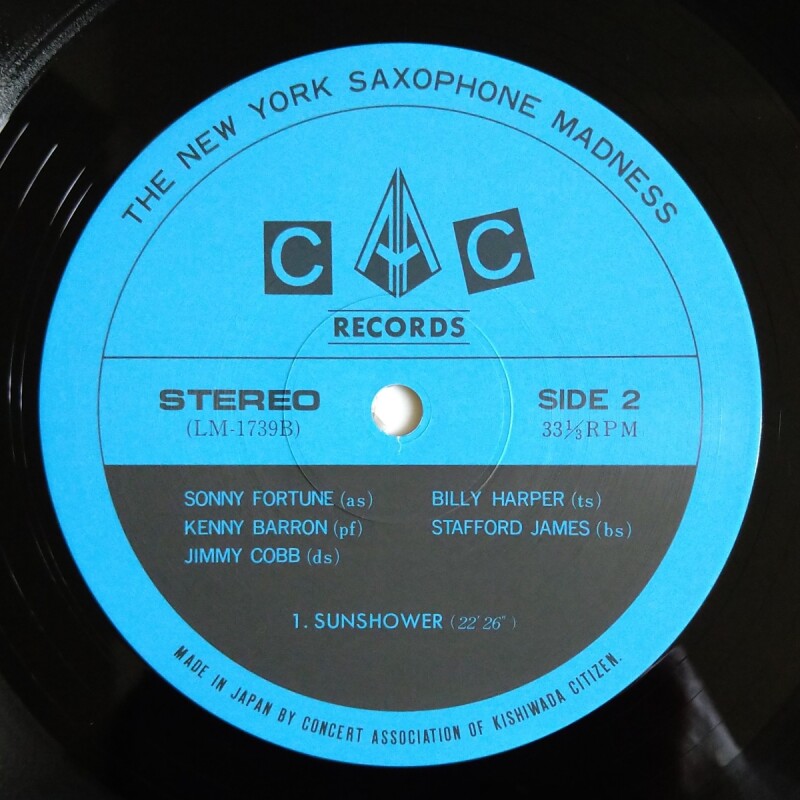 THE NEW YORK SAXOPHONE MADNESS
C A C
RECORDS
STEREO
SIDE 2
(LM-1739B)
33⅓RPM
SONNY FORTUNE (as)
BILLY HARPER (ts)
KENNY BARRON (pf)
STAFFORD JAMES (bs)
JIMMY COBB (ds)
1. SUNSHOWER (22' 26")
MADE IN JAPAN BY CONCERT ASSOCIATION OF KISHIWADA CITIZEN.